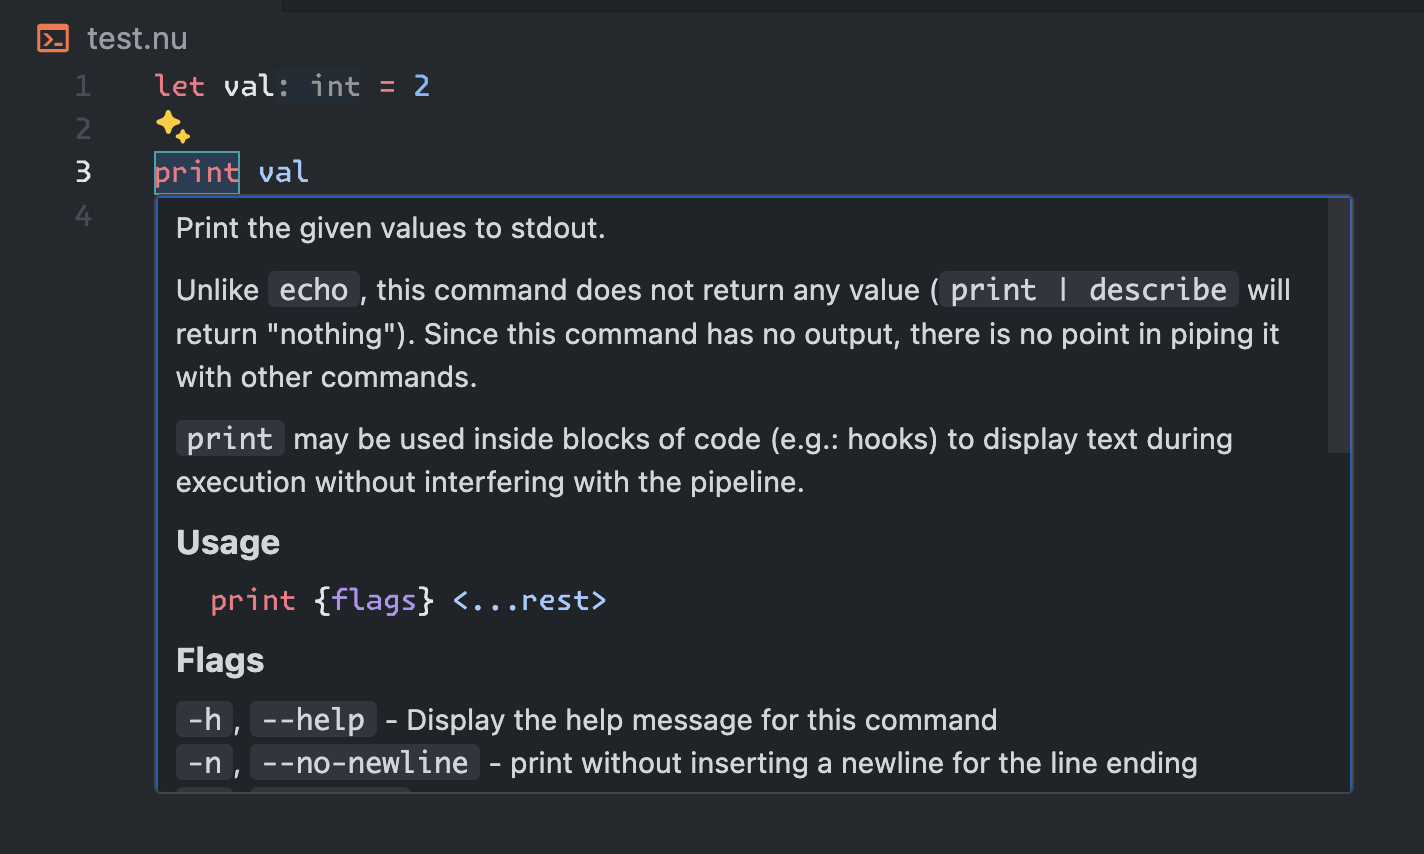 test.nu
1 let val: int = 2
2
3 print val
4
Print the given values to stdout.
Unlike echo, this command does not return any value (print | describe will
return "nothing"). Since this command has no output, there is no point in piping it
with other commands.
print may be used inside blocks of code (e.g.: hooks) to display text during
execution without interfering with the pipeline.
Usage
print {flags} <...rest>
Flags
-h, --help - Display the help message for this command
-n, --no-newline - print without inserting a newline for the line ending